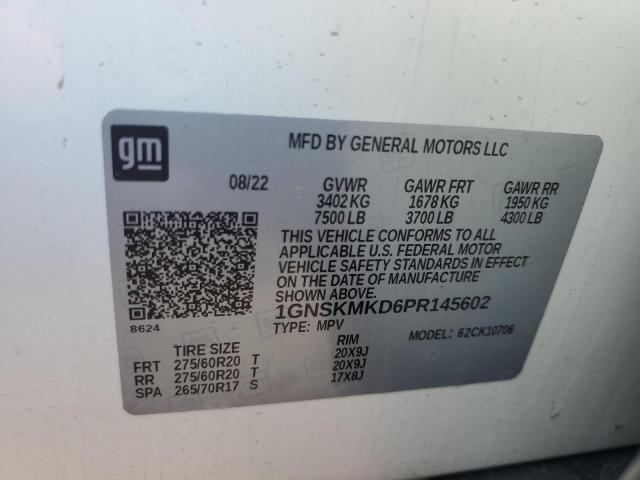 gm
MFD BY GENERAL MOTORS LLC
08/22 GVWR GAWR FRT GAWR RR
3402 KG 1678 KG 1950 KG
7500 LB 3700 LB 4300 LB
THIS VEHICLE CONFORMS TO ALL
APPLICABLE U.S. FEDERAL MOTOR
VEHICLE SAFETY STANDARDS IN EFFECT
ON THE DATE OF MANUFACTURE
SHOWN ABOVE.
1GNSKMKD6PR145602
8624
TYPE: MPV MODEL: 62CK10706
TIRE SIZE RIM
FRT 275/60R20 T 20X9J
RR 275/60R20 T 20X9J
SPA 265/70R17 S 17X8J